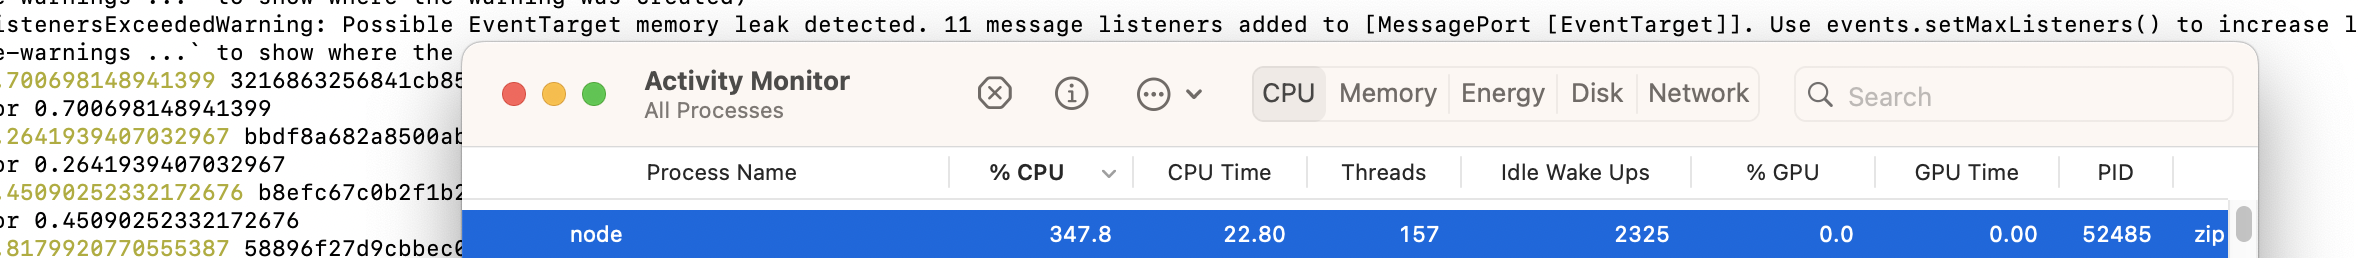 istenersExceededWarning: Possible EventTarget memory leak detected. 11 message listeners added to [MessagePort [EventTarget]]. Use events.setMaxListeners() to increase l
e-warnings ...` to show where the
.700698148941399 3216863256841cb85
or 0.700698148941399
.2641939407032967 bbdf8a682a8500ab
or 0.2641939407032967
.45090252332172676 b8efc67c0b2f1b2
or 0.45090252332172676
.8179920770555387 58896f27d9cbbec0
Activity Monitor
All Processes
CPU Memory Energy Disk Network
Search
Process Name % CPU CPU Time Threads Idle Wake Ups % GPU GPU Time PID
node 347.8 22.80 157 2325 0.0 0.00 52485 zip